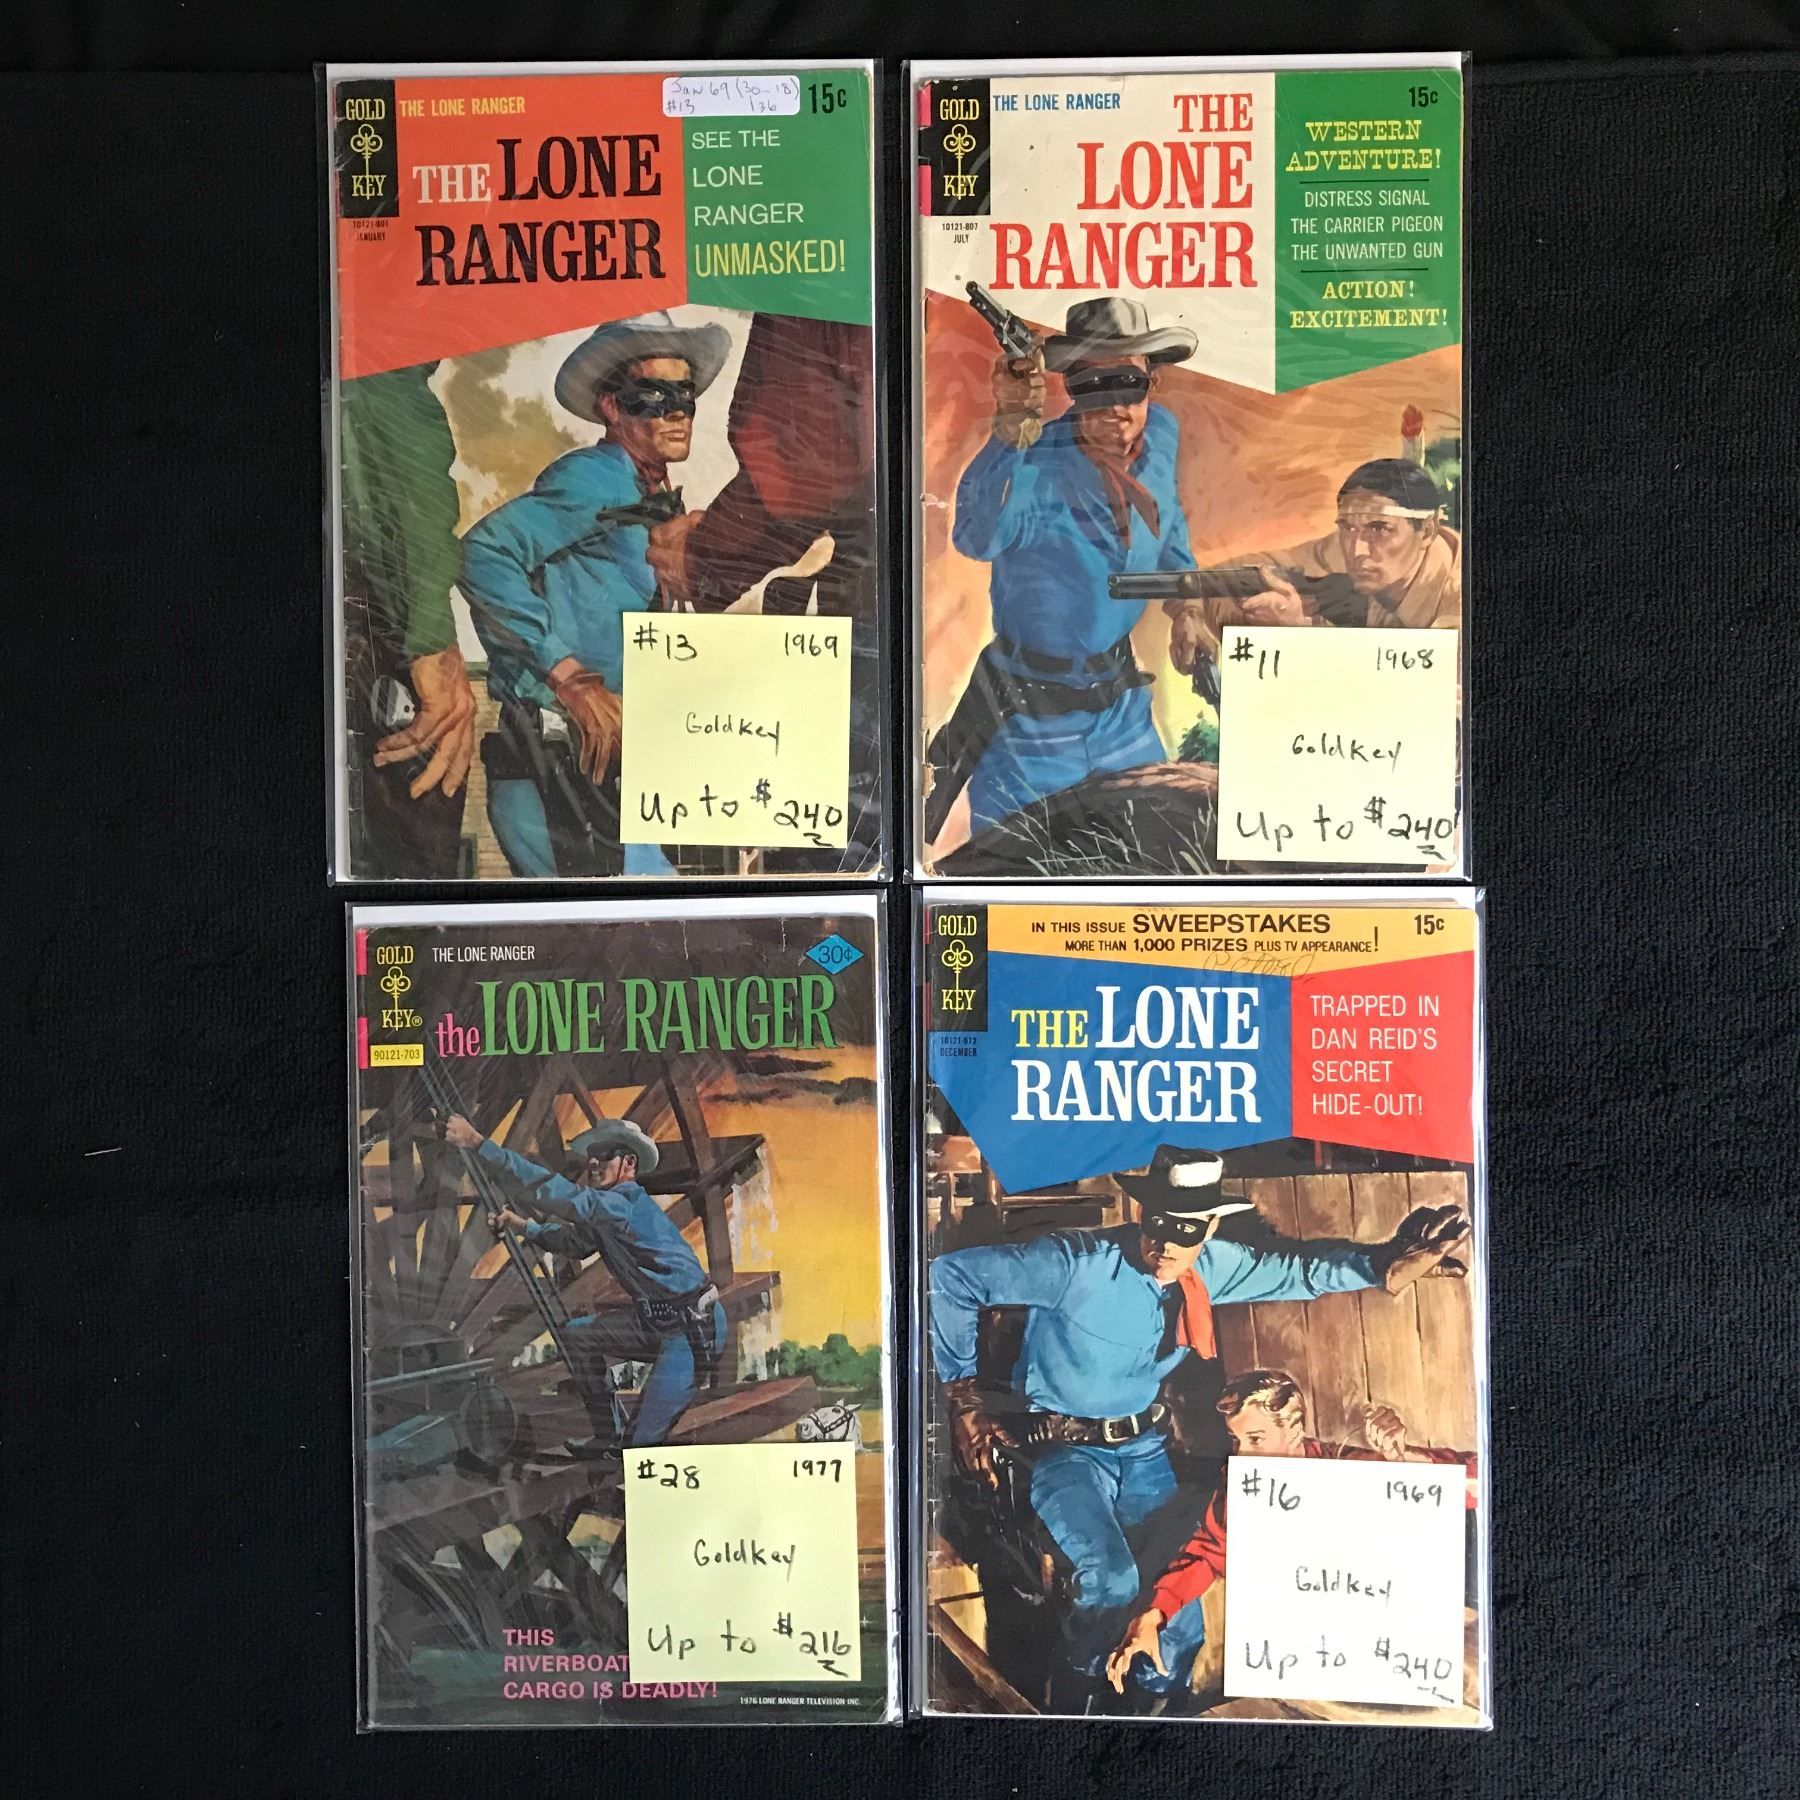 GOLD
KEY
10121-901
JANUARY
THE LONE RANGER
Jan 69 (30-18)
#13 136
15c
THE LONE
RANGER
SEE THE
LONE
RANGER
UNMASKED!
#13 1969
Goldkey
Up to $240
GOLD
KEY
10121-807
JULY
THE LONE RANGER
THE
LONE
RANGER
15c
WESTERN
ADVENTURE!
DISTRESS SIGNAL
THE CARRIER PIGEON
THE UNWANTED GUN
ACTION!
EXCITEMENT!
#11 1968
Goldkey
Up to $240
GOLD
KEY®
90121-703
THE LONE RANGER
30¢
the LONE RANGER
#28 1977
Goldkey
Up to $216
THIS
RIVERBOAT
CARGO IS DEADLY!
1976 LONE RANGER TELEVISION INC.
GOLD
KEY
10121-912
DECEMBER
IN THIS ISSUE SWEEPSTAKES
MORE THAN 1,000 PRIZES PLUS TV APPEARANCE!
15c
THE LONE
RANGER
TRAPPED IN
DAN REID'S
SECRET
HIDE-OUT!
#16 1969
Goldkey
Up to $240